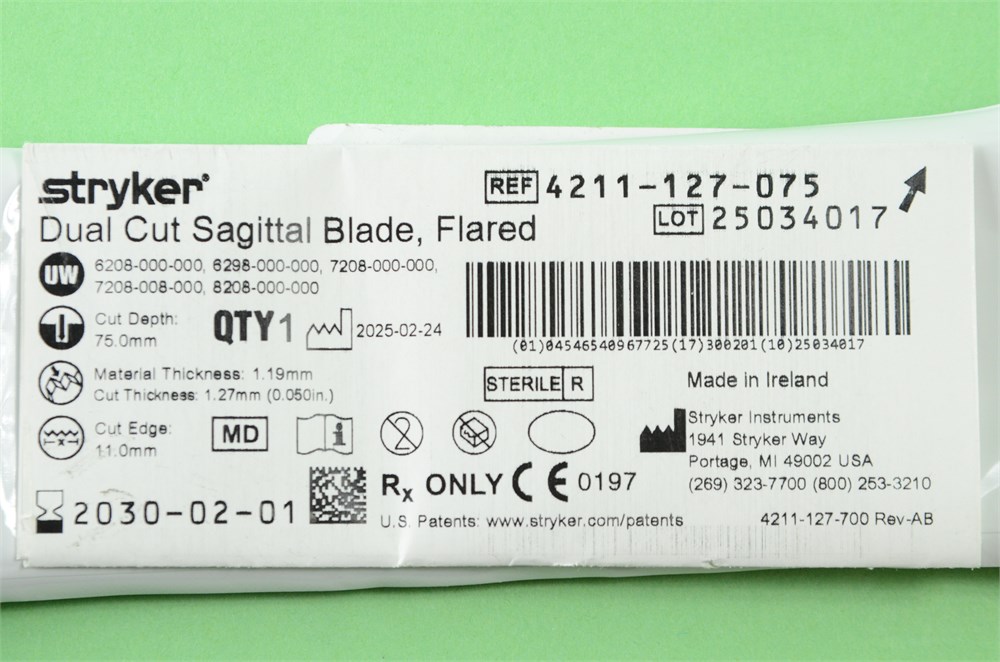 stryker®
REF 4211-127-075
LOT 25034017
Dual Cut Sagittal Blade, Flared
UW 6208-000-000, 6298-000-000, 7208-000-000,
7208-008-000, 8208-000-000
Cut Depth:
75.0mm
QTY 1
2025-02-24
(01)04546540967725(17)300201(10)25034017
Material Thickness: 1.19mm
Cut Thickness: 1.27mm (0.050in.)
STERILE R
Made in Ireland
Cut Edge:
11.0mm
MD
i
2
Stryker Instruments
1941 Stryker Way
Portage, MI 49002 USA
(269) 323-7700 (800) 253-3210
2030-02-01
Rx ONLY CE 0197
U.S. Patents: www.stryker.com/patents
4211-127-700 Rev-AB